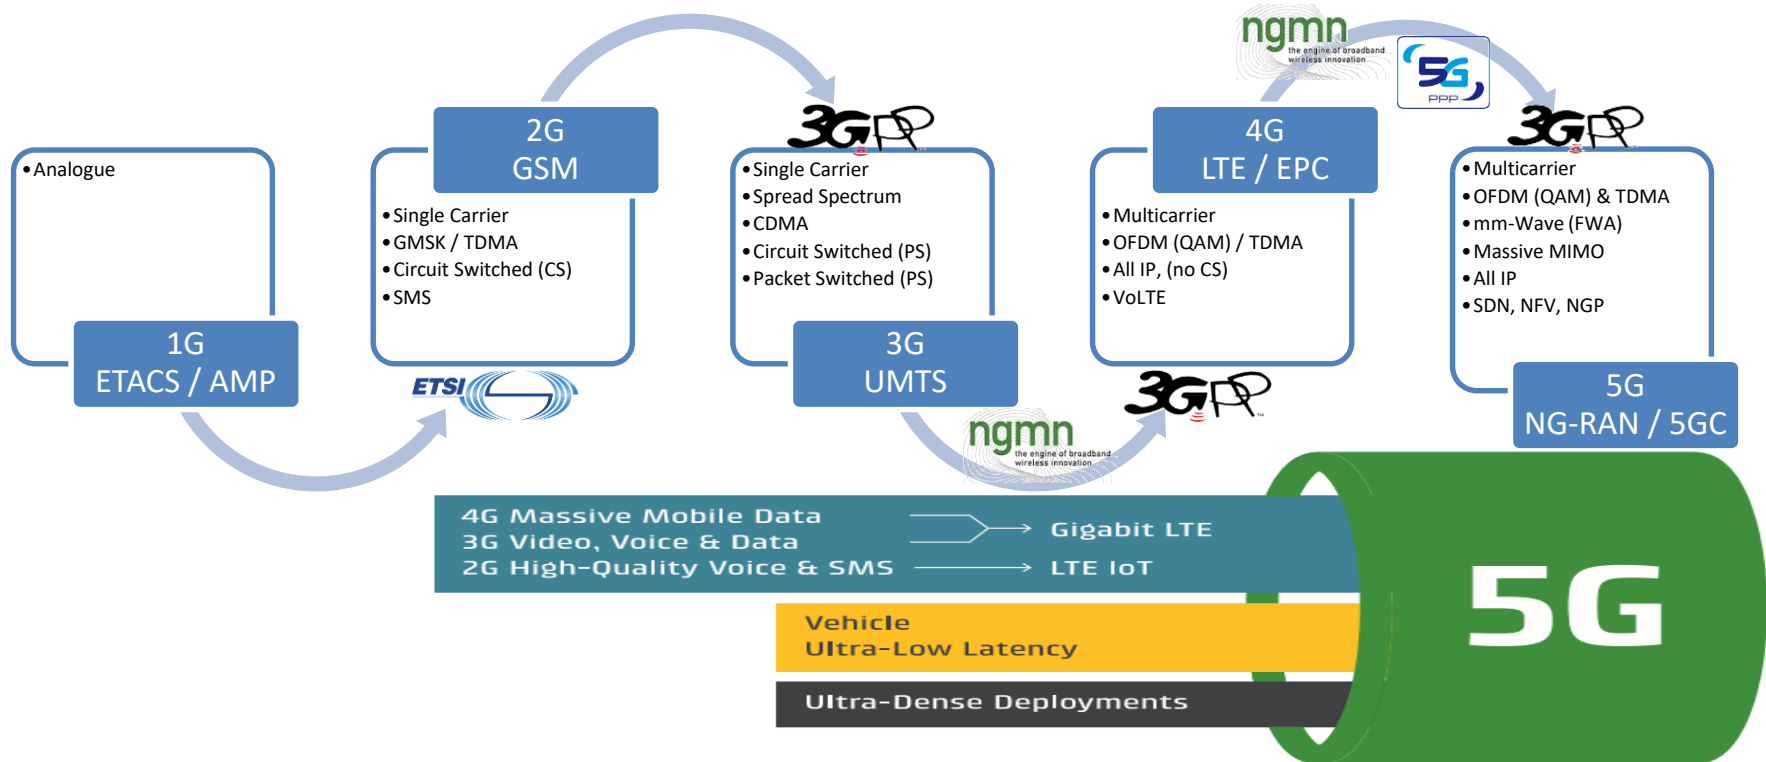 • Analogue
1G
ETACS / AMP
2G
GSM
• Single Carrier
• GMSK / TDMA
• Circuit Switched (CS)
• SMS
ETSI
3GPP
• Single Carrier
• Spread Spectrum
• CDMA
• Circuit Switched (PS)
• Packet Switched (PS)
3G
UMTS
ngmn
the engine of broadband
wireless innovation
4G
LTE / EPC
• Multicarrier
• OFDM (QAM) / TDMA
• All IP, (no CS)
• VoLTE
3GPP
TM
ngmn
the engine of broadband
wireless innovation
5G
PPP
3GPP
• Multicarrier
• OFDM (QAM) & TDMA
• mm-Wave (FWA)
• Massive MIMO
• All IP
• SDN, NFV, NGP
5G
NG-RAN / 5GC
4G Massive Mobile Data
3G Video, Voice & Data
Gigabit LTE
2G High-Quality Voice & SMS
LTE IoT
Vehicle
Ultra-Low Latency
Ultra-Dense Deployments
5G